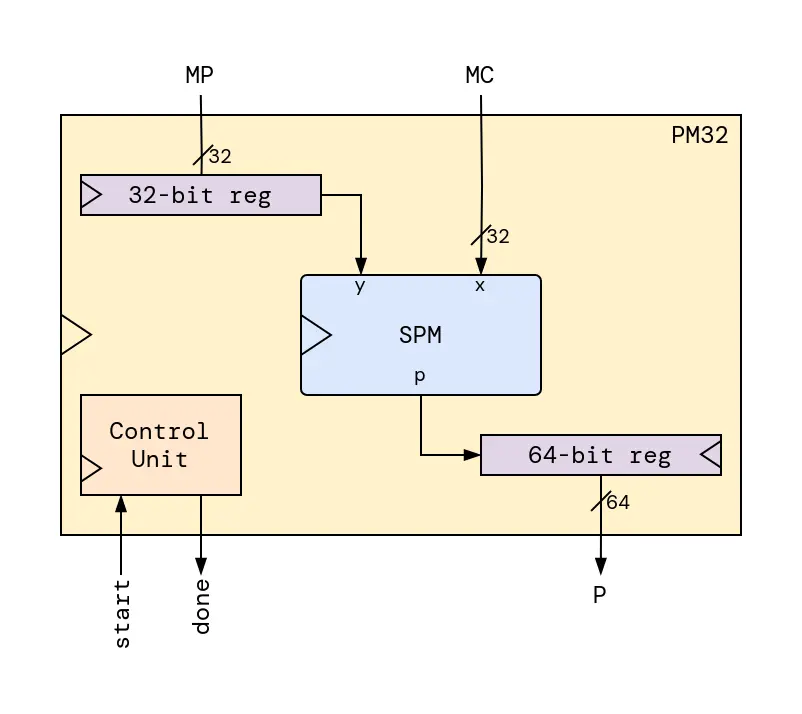 MP
MC
PM32
32
32-bit reg
32
y
x
SPM
p
Control
Unit
64-bit reg
64
start
done
P